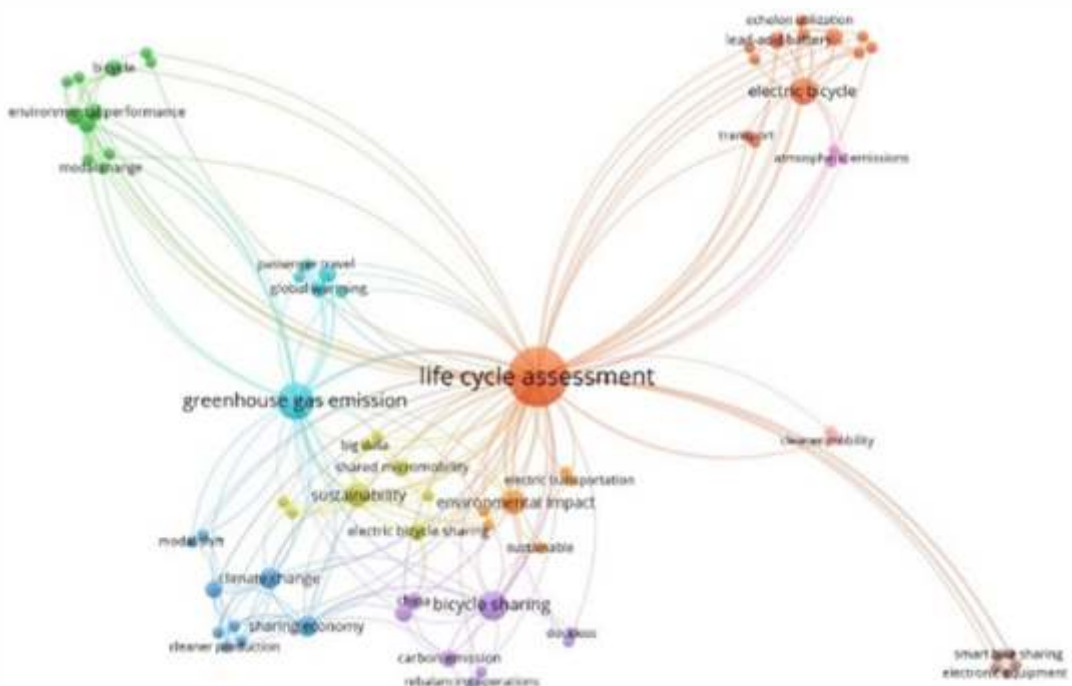 echelon utilization
lead-acid battery
bicycle
electric bicycle
environmental performance
transport
atmospheric emissions
modal change
passenger travel
global warming
life cycle assessment
greenhouse gas emission
cleaner mobility
big data
shared micromobility
electric transportation
sustainability
environmental impact
electric bicycle sharing
modal shift
sustainable
climate change
china
bicycle sharing
sharing economy
dockless
cleaner production
carbon emission
smart bike sharing
electronic equipment
rebalancing operations